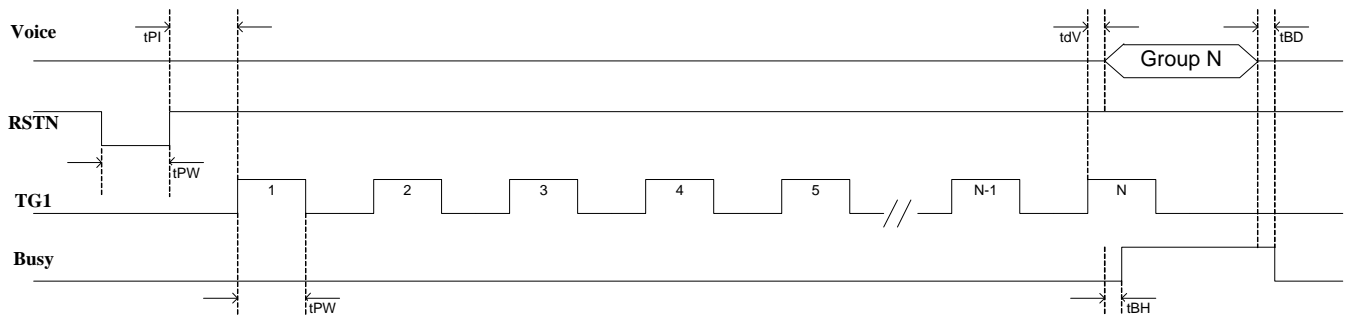 Voice
tPI
tdV
tBD
Group N
RSTN
tPW
TG1
1
2
3
4
5
N-1
N
Busy
tPW
tBH